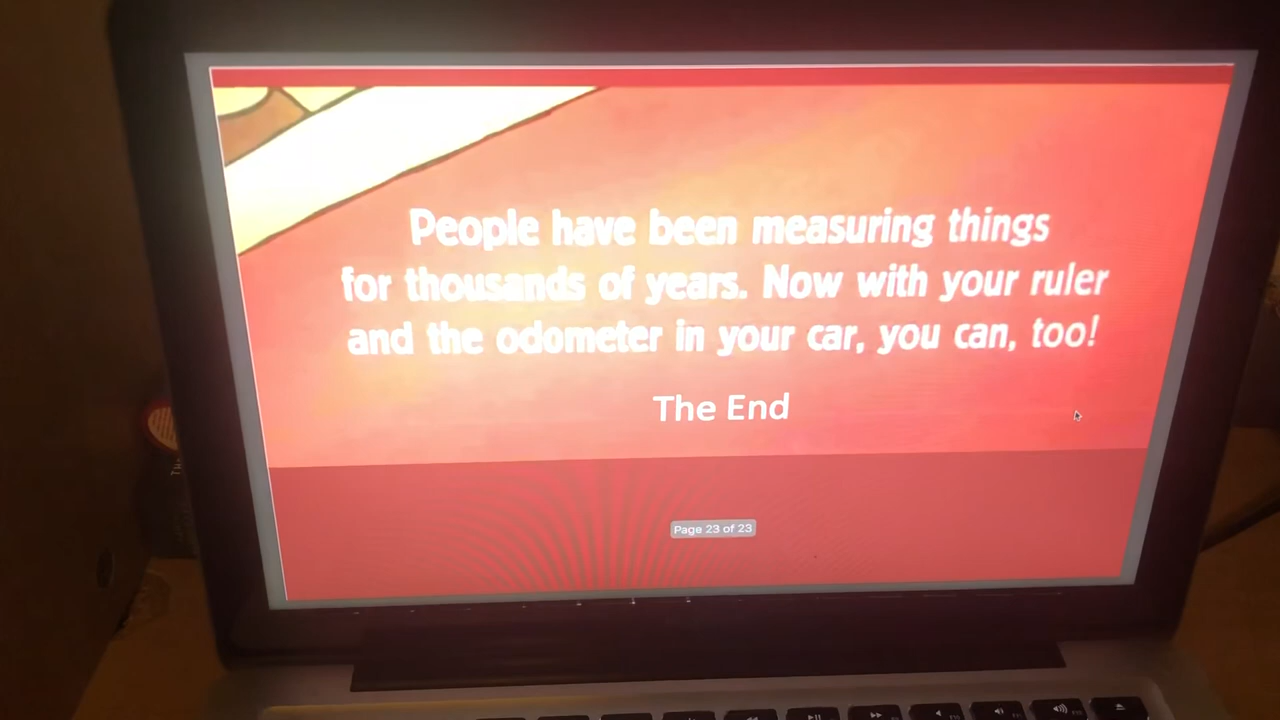 People have been measuring things
for thousands of years. Now with your ruler
and the odometer in your car, you can, too!
The End
Page 23 of 23